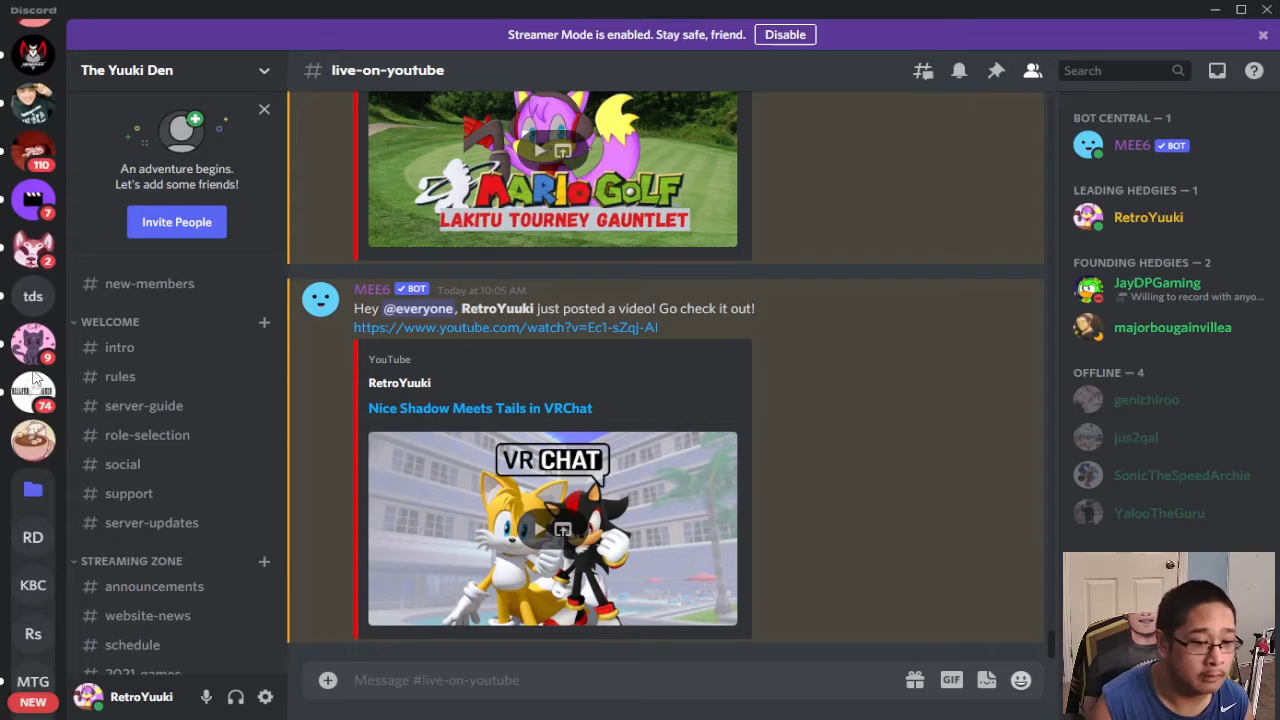 Discord
Streamer Mode is enabled. Stay safe, friend.
Disable
The Yuuki Den
# live-on-youtube
Search
110
7
2
tds
9
74
RD
KBC
Rs
MTG
NEW
An adventure begins.
Let's add some friends!
Invite People
# new-members
WELCOME
# intro
# rules
# server-guide
# role-selection
# social
# support
# server-updates
STREAMING ZONE
# announcements
# website-news
# schedule
# 2021-games
RetroYuuki
MARIO GOLF
LAKITU TOURNEY GAUNTLET
MEE6 BOT Today at 10:05 AM
Hey @everyone, RetroYuuki just posted a video! Go check it out!
https://www.youtube.com/watch?v=Ec1-sZqj-AI
YouTube
RetroYuuki
Nice Shadow Meets Tails in VRChat
VR CHAT
Message #live-on-youtube
GIF
BOT CENTRAL — 1
MEE6 BOT
LEADING HEDGIES — 1
RetroYuuki
FOUNDING HEDGIES — 2
JayDPGaming
Willing to record with anyo...
majorbougainvillea
OFFLINE — 4
genichiroo
jus2qal
SonicTheSpeedArchie
YalooTheGuru